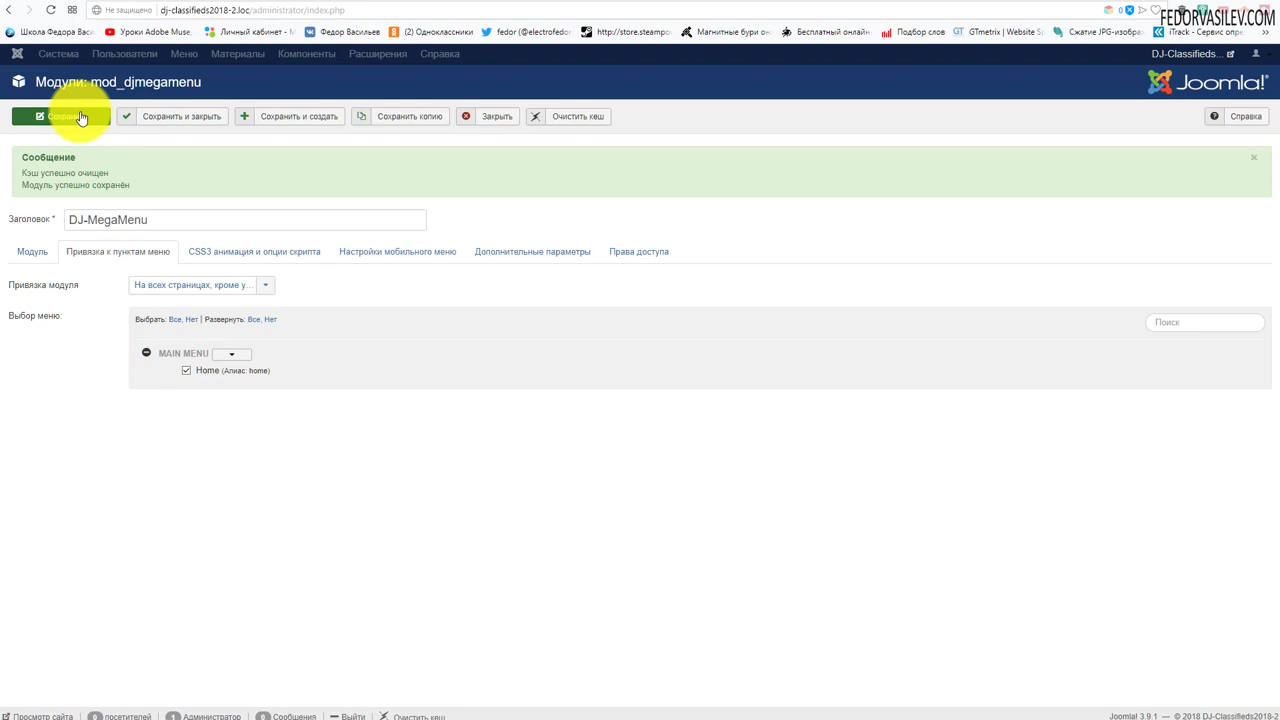 Не защищено dj-classifieds2018-2.loc/administrator/index.php 0
FEDORVASILEV.COM
Школа Федора Васи Уроки Adobe Muse, Личный кабинет - М Федор Васильев (2) Одноклассники fedor (@electrofedor http://store.steampow Магнитные бури он Бесплатный онлайн Подбор слов GTmetrix | Website S Сжатие JPG-изображ iTrack - Сервис опре
Система Пользователи Меню Материалы Компоненты Расширения Справка DJ-Classifieds...
Модули: mod_djmegamenu Joomla!®
Сохранить Сохранить и закрыть Сохранить и создать Сохранить копию Закрыть Очистить кеш Справка
Сообщение
Кэш успешно очищен
Модуль успешно сохранён
Заголовок * DJ-MegaMenu
Модуль Привязка к пунктам меню CSS3 анимация и опции скрипта Настройки мобильного меню Дополнительные параметры Права доступа
Привязка модуля На всех страницах, кроме у...
Выбор меню: Выбрать: Все, Нет | Развернуть: Все, Нет Поиск
MAIN MENU
Home (Алиас: home)
Просмотр сайта 0 посетителей 1 Администратор 0 Сообщения Выйти Очистить кеш Joomla! 3.9.1 — © 2018 DJ-Classifieds2018-2